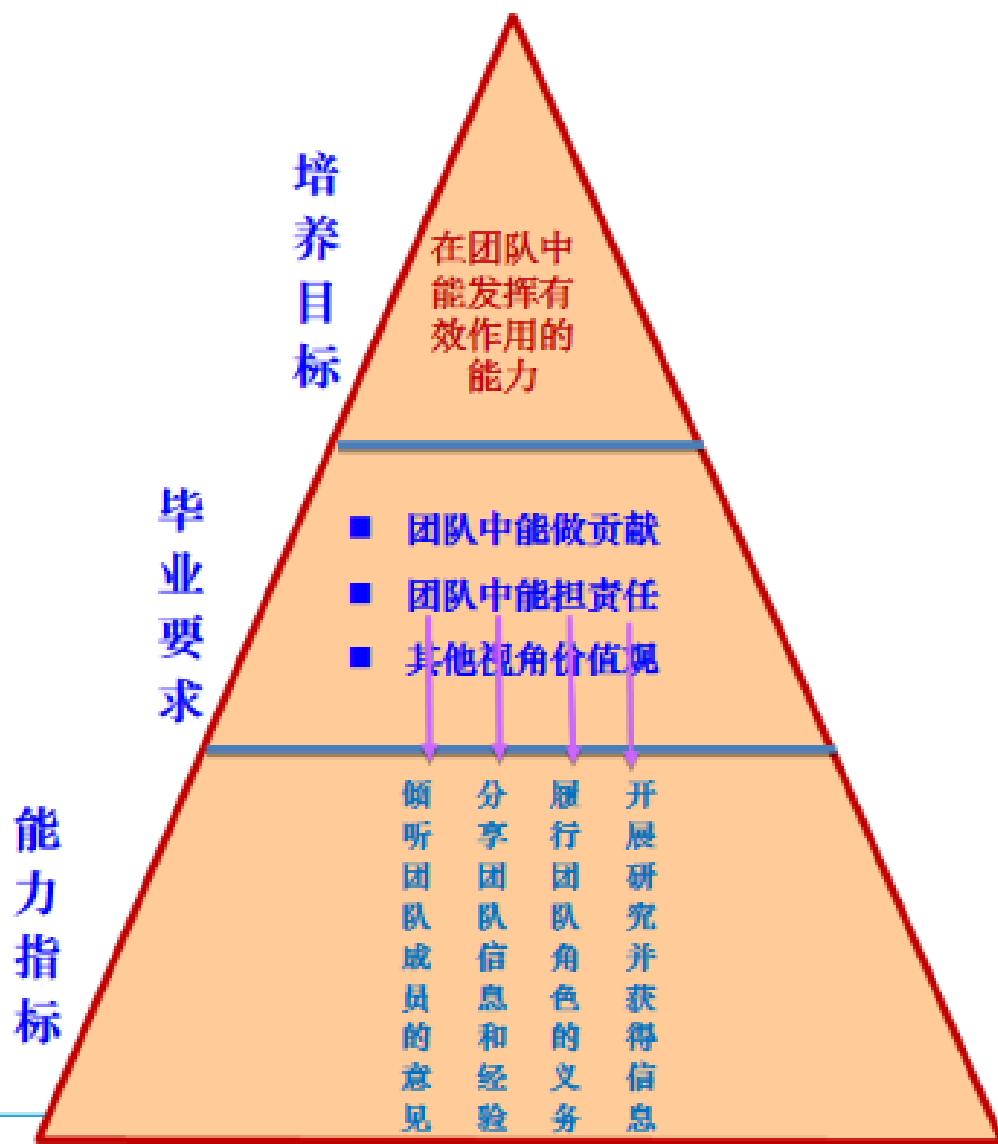 培养目标
在团队中
能发挥有
效作用的
能力
毕业要求
■ 团队中能做贡献
■ 团队中能担责任
■ 其他视角价值观
能力指标
倾听团队成员的意见
分享团队信息和经验
履行团队角色的义务
开展研究并获得信息